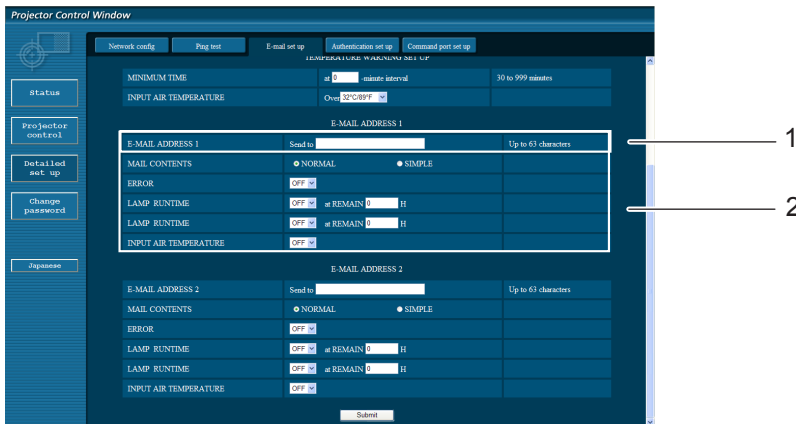 Projector Control Window
Network config Ping test E-mail set up Authentication set up Command port set up
TEMPERATURE WARNING SET UP
MINIMUM TIME at 0 -minute interval 30 to 999 minutes
INPUT AIR TEMPERATURE Over 32°C/89°F
Status
Projector control
Detailed set up
Change password
Japanese
E-MAIL ADDRESS 1
E-MAIL ADDRESS 1 Send to Up to 63 characters
MAIL CONTENTS NORMAL SIMPLE
ERROR OFF
LAMP RUNTIME OFF at REMAIN 0 H
LAMP RUNTIME OFF at REMAIN 0 H
INPUT AIR TEMPERATURE OFF
1
2
E-MAIL ADDRESS 2
E-MAIL ADDRESS 2 Send to Up to 63 characters
MAIL CONTENTS NORMAL SIMPLE
ERROR OFF
LAMP RUNTIME OFF at REMAIN 0 H
LAMP RUNTIME OFF at REMAIN 0 H
INPUT AIR TEMPERATURE OFF
Submit